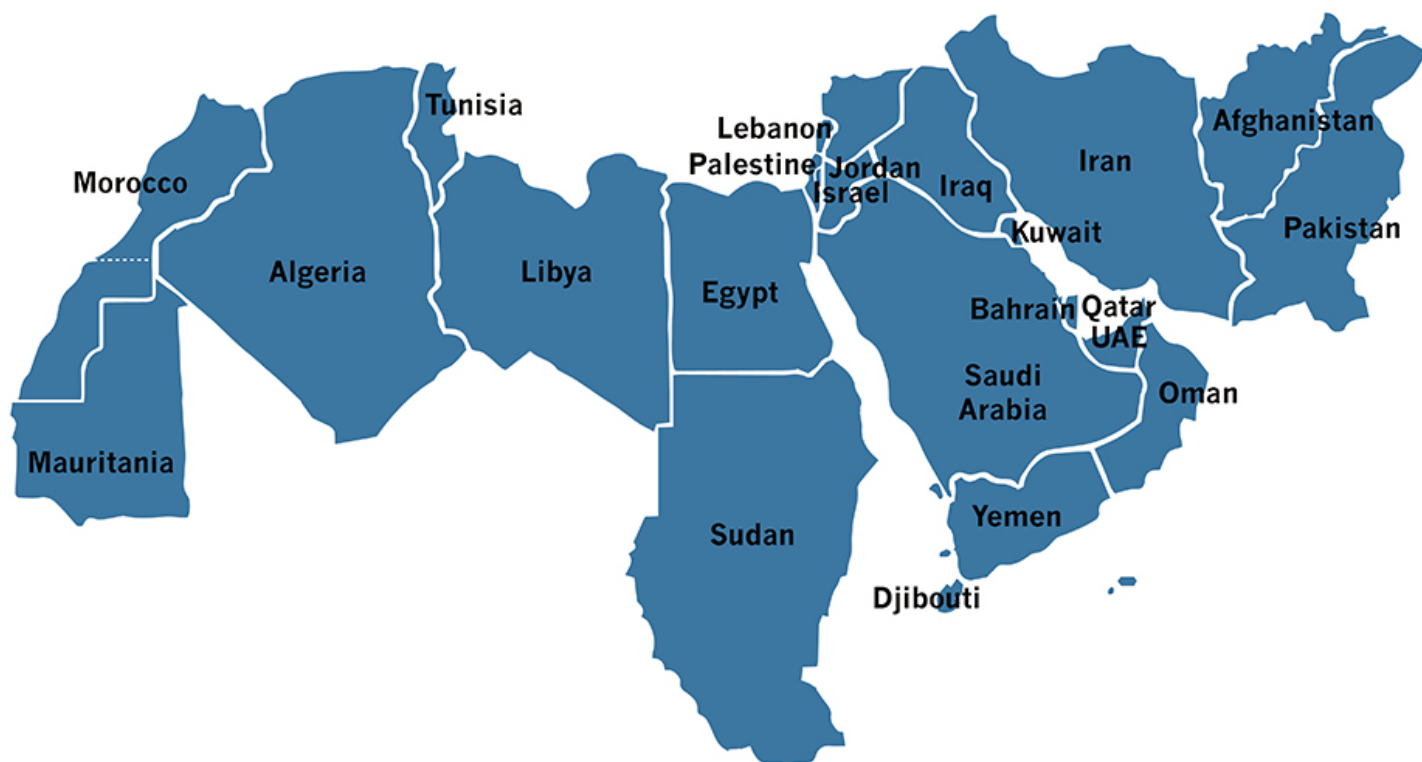 Tunisia
Afghanistan
Lebanon
Palestine
Jordan
Iran
Morocco
Israel
Iraq
Kuwait
Pakistan
Algeria
Libya
Egypt
Bahrain
Qatar
UAE
Saudi
Arabia
Oman
Mauritania
Yemen
Sudan
Djibouti